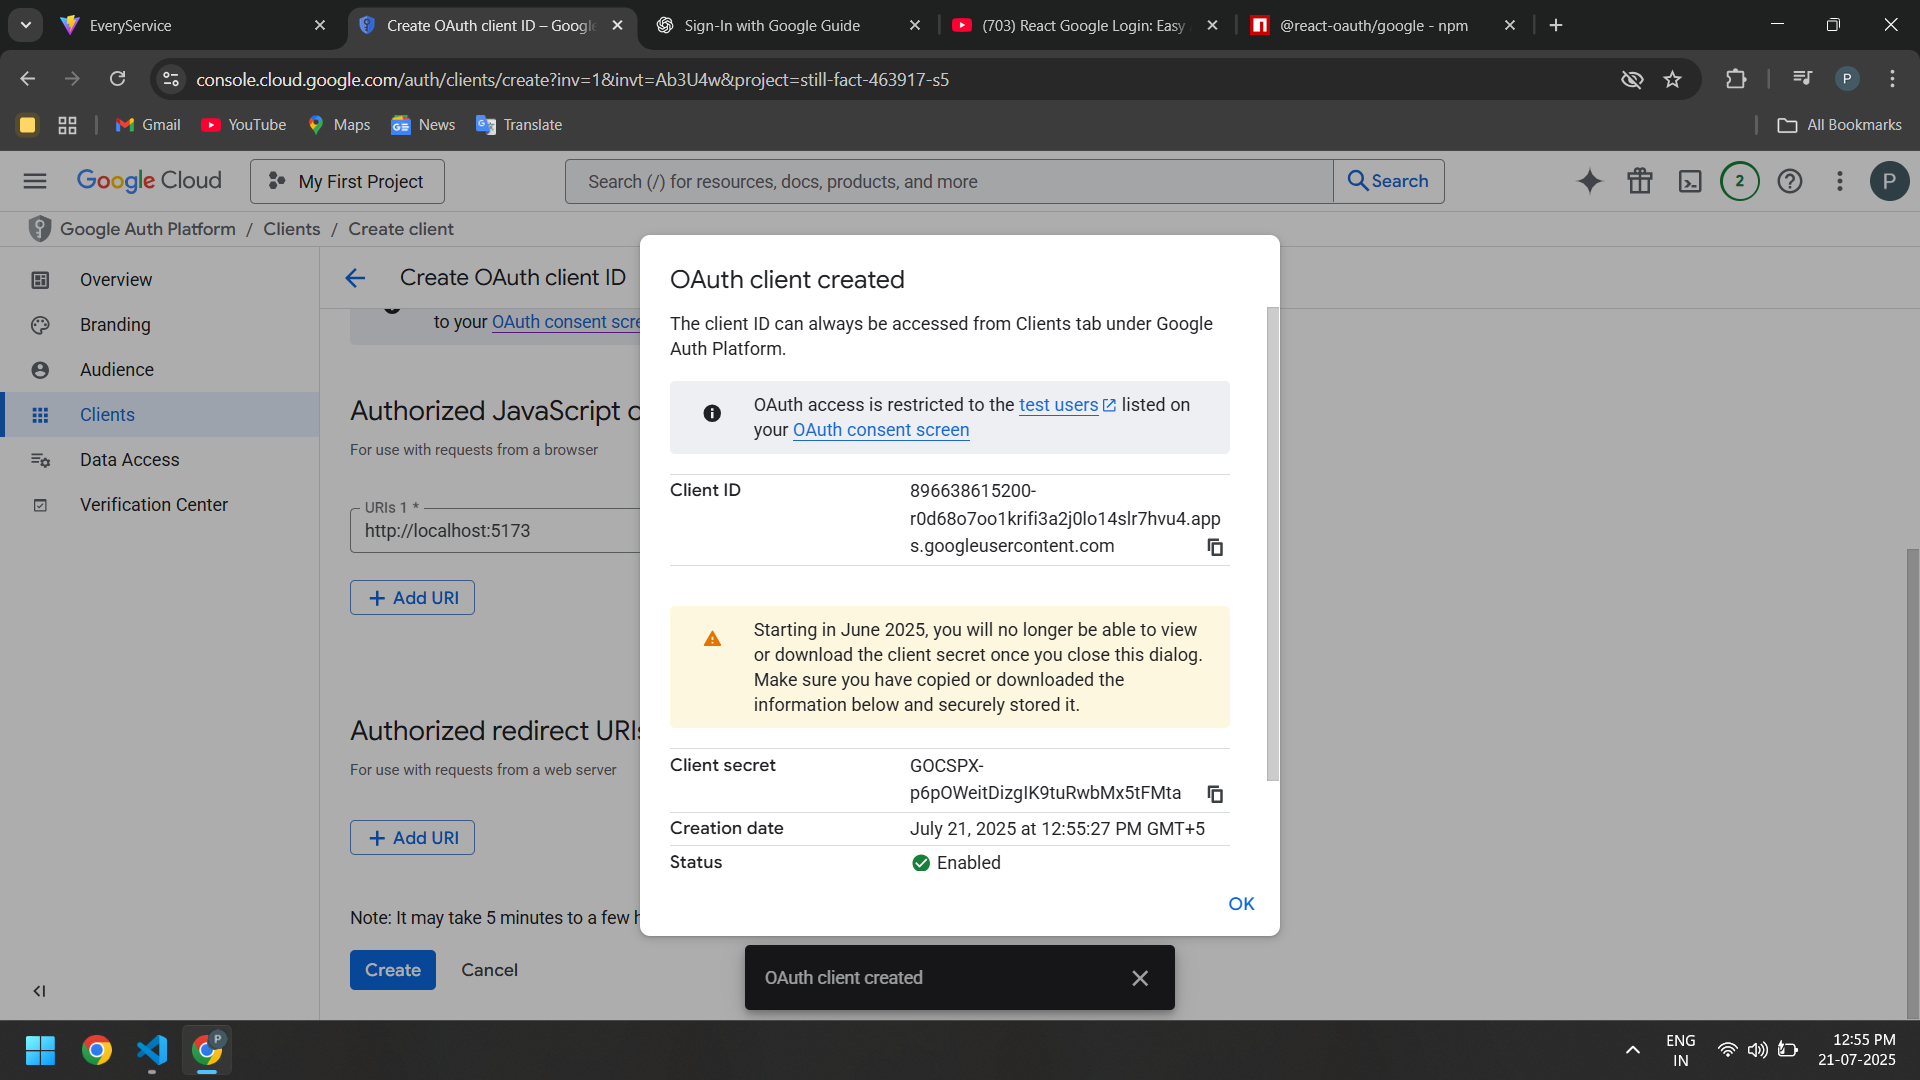 EveryService
Create OAuth client ID – Google
Sign-In with Google Guide
(703) React Google Login: Easy
@react-oauth/google - npm
console.cloud.google.com/auth/clients/create?inv=1&invt=Ab3U4w&project=still-fact-463917-s5
P
Gmail
YouTube
Maps
News
Translate
All Bookmarks
Google Cloud
My First Project
Search (/) for resources, docs, products, and more
Search
2
P
Google Auth Platform / Clients / Create client
Overview
Branding
Audience
Clients
Data Access
Verification Center
Create OAuth client ID
to your OAuth consent scre
Authorized JavaScript o
For use with requests from a browser
URIs 1 *
http://localhost:5173
Add URI
Authorized redirect URIs
For use with requests from a web server
Add URI
Note: It may take 5 minutes to a few h
Create
Cancel
OAuth client created
The client ID can always be accessed from Clients tab under Google
Auth Platform.
OAuth access is restricted to the test users listed on
your OAuth consent screen
Client ID
896638615200-
r0d68o7oo1krifi3a2j0lo14slr7hvu4.app
s.googleusercontent.com
Starting in June 2025, you will no longer be able to view
or download the client secret once you close this dialog.
Make sure you have copied or downloaded the
information below and securely stored it.
Client secret
GOCSPX-
p6pOWeitDizgIK9tuRwbMx5tFMta
Creation date
July 21, 2025 at 12:55:27 PM GMT+5
Status
Enabled
OK
OAuth client created
P
ENG
IN
12:55 PM
21-07-2025